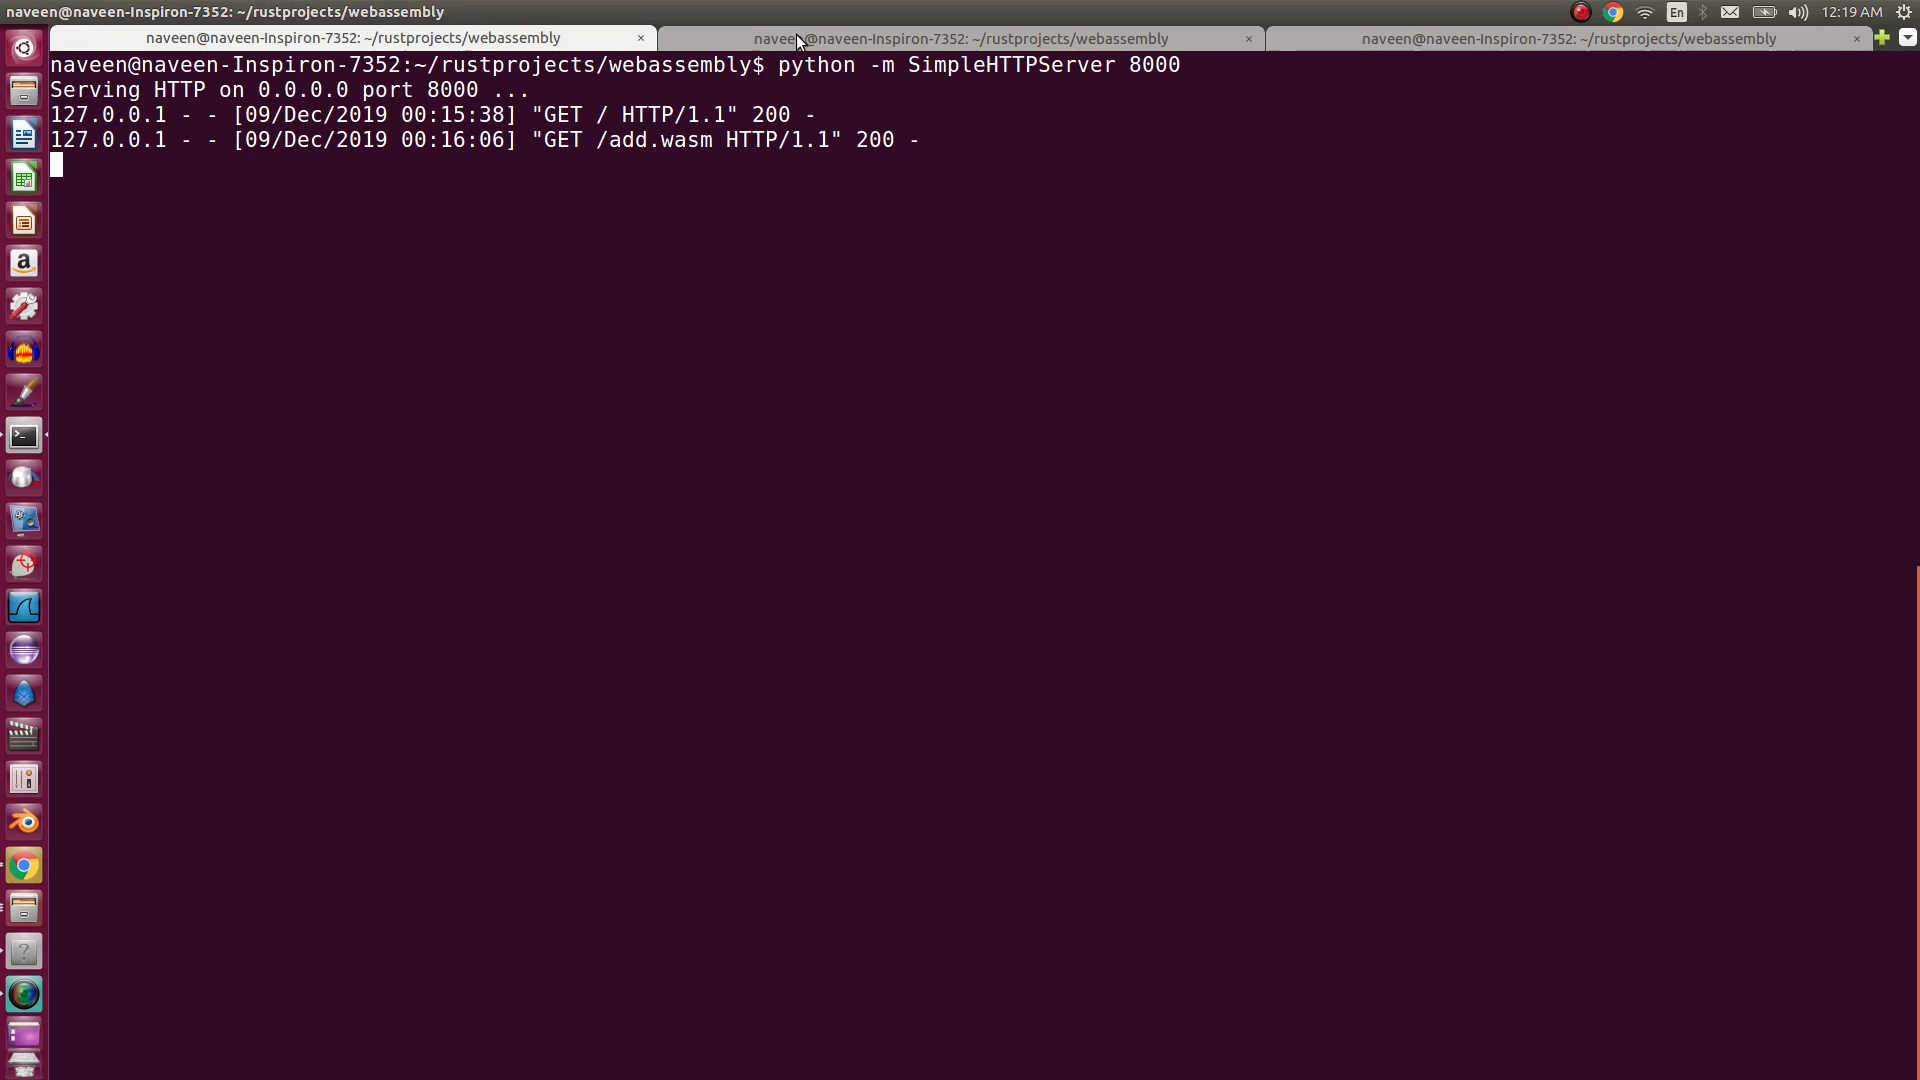 naveen@naveen-Inspiron-7352: ~/rustprojects/webassembly
En
12:19 AM
naveen@naveen-Inspiron-7352: ~/rustprojects/webassembly ×
naveen@naveen-Inspiron-7352: ~/rustprojects/webassembly ×
naveen@naveen-Inspiron-7352: ~/rustprojects/webassembly ×
naveen@naveen-Inspiron-7352:~/rustprojects/webassembly$ python -m SimpleHTTPServer 8000
Serving HTTP on 0.0.0.0 port 8000 ...
127.0.0.1 - - [09/Dec/2019 00:15:38] "GET / HTTP/1.1" 200 -
127.0.0.1 - - [09/Dec/2019 00:16:06] "GET /add.wasm HTTP/1.1" 200 -